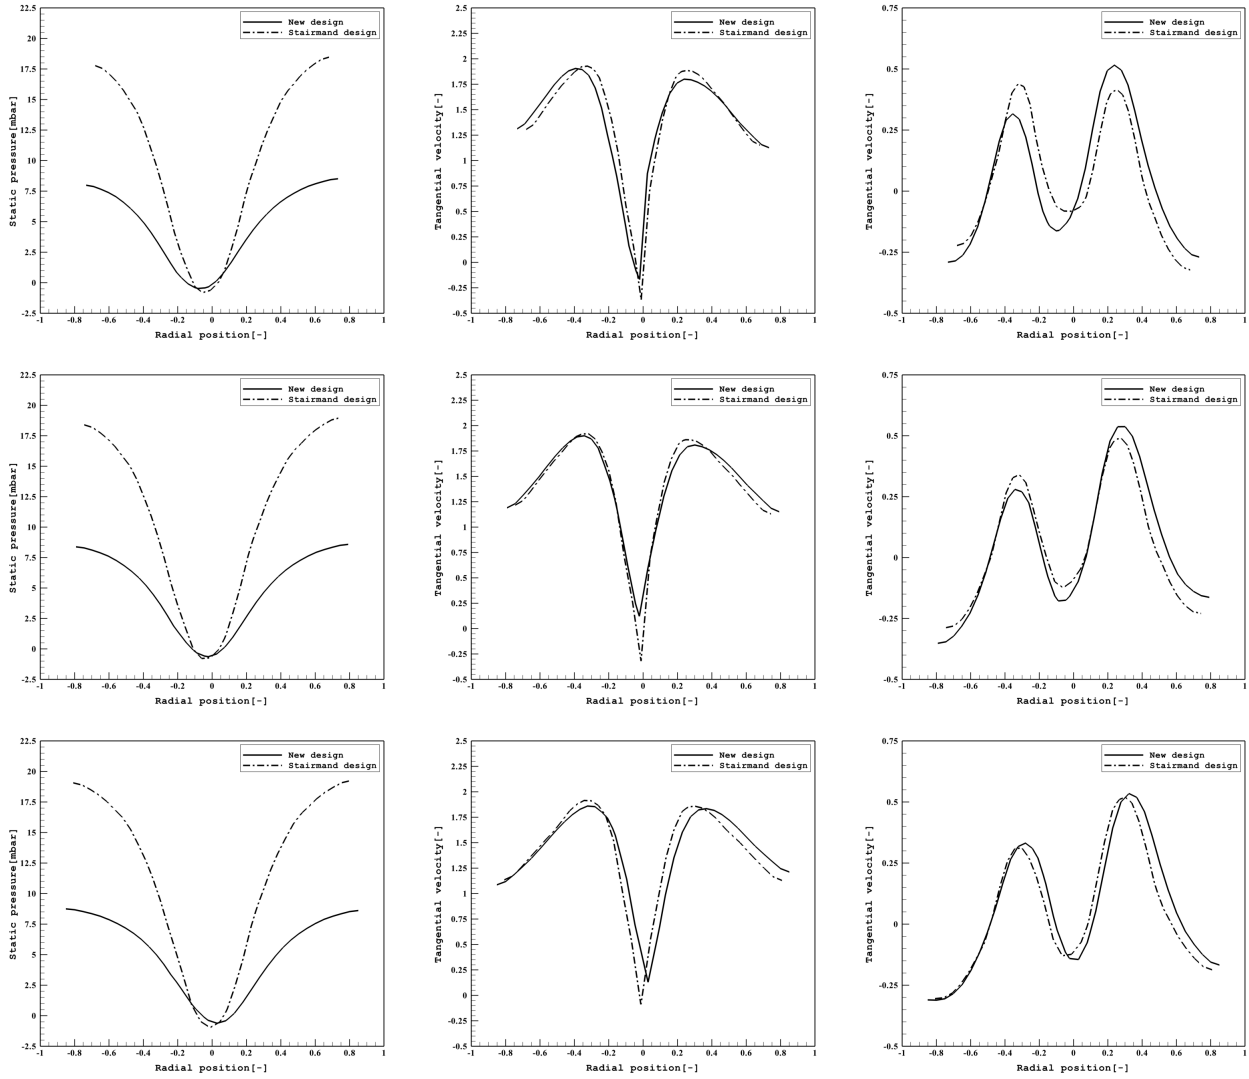 22.5
New design
20
Stairmand design
17.5
15
12.5
10
7.5
5
2.5
0
-2.5
Static pressure[mbar]
-1 -0.8 -0.6 -0.4 -0.2 0 0.2 0.4 0.6 0.8 1
Radial position[-]
2.5
New design
2.25
Stairmand design
2
1.75
1.5
1.25
1
0.75
0.5
0.25
0
-0.25
-0.5
Tangential velocity[-]
-1 -0.8 -0.6 -0.4 -0.2 0 0.2 0.4 0.6 0.8 1
Radial position[-]
0.75
New design
Stairmand design
0.5
0.25
0
-0.25
-0.5
Tangential velocity[-]
-1 -0.8 -0.6 -0.4 -0.2 0 0.2 0.4 0.6 0.8 1
Radial position[-]
22.5
New design
20
Stairmand design
17.5
15
12.5
10
7.5
5
2.5
0
-2.5
Static pressure[mbar]
-1 -0.8 -0.6 -0.4 -0.2 0 0.2 0.4 0.6 0.8 1
Radial position[-]
2.5
New design
2.25
Stairmand design
2
1.75
1.5
1.25
1
0.75
0.5
0.25
0
-0.25
-0.5
Tangential velocity[-]
-1 -0.8 -0.6 -0.4 -0.2 0 0.2 0.4 0.6 0.8 1
Radial position[-]
0.75
New design
Stairmand design
0.5
0.25
0
-0.25
-0.5
Tangential velocity[-]
-1 -0.8 -0.6 -0.4 -0.2 0 0.2 0.4 0.6 0.8 1
Radial position[-]
22.5
New design
20
Stairmand design
17.5
15
12.5
10
7.5
5
2.5
0
-2.5
Static pressure[mbar]
-1 -0.8 -0.6 -0.4 -0.2 0 0.2 0.4 0.6 0.8 1
Radial position[-]
2.5
New design
2.25
Stairmand design
2
1.75
1.5
1.25
1
0.75
0.5
0.25
0
-0.25
-0.5
Tangential velocity[-]
-1 -0.8 -0.6 -0.4 -0.2 0 0.2 0.4 0.6 0.8 1
Radial position[-]
0.75
New design
Stairmand design
0.5
0.25
0
-0.25
-0.5
Tangential velocity[-]
-1 -0.8 -0.6 -0.4 -0.2 0 0.2 0.4 0.6 0.8 1
Radial position[-]